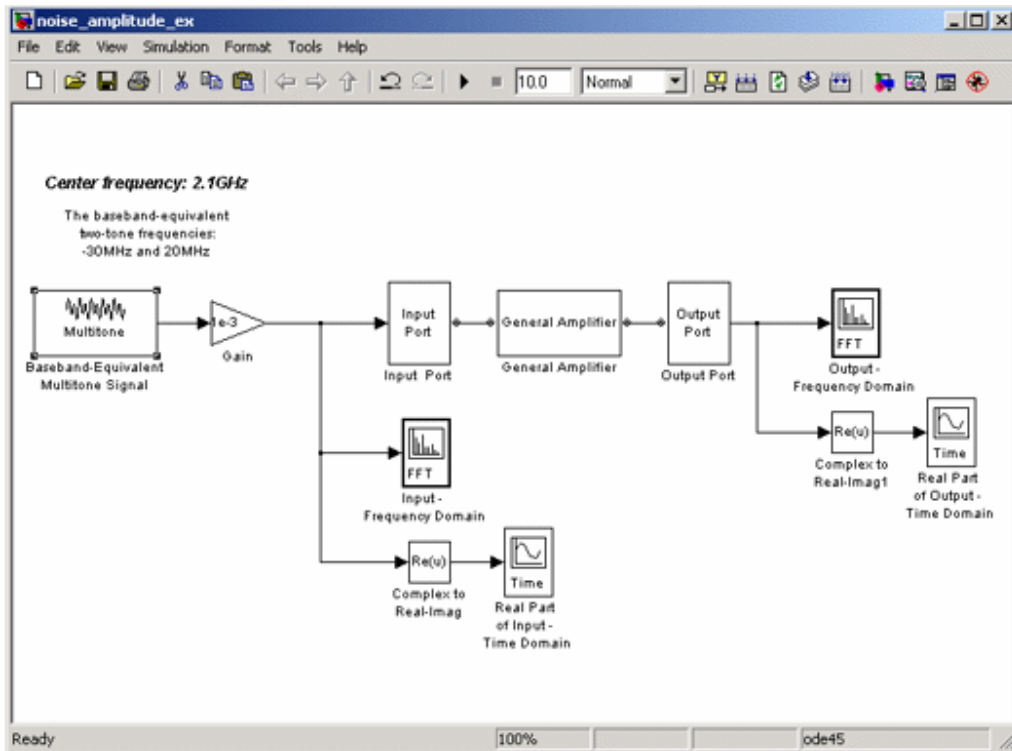 noise_amplitude_ex
File Edit View Simulation Format Tools Help
10.0 Normal
Center frequency: 2.1GHz
The baseband-equivalent
two-tone frequencies:
-30MHz and 20MHz
Multitone
Baseband-Equivalent
Multitone Signal
1e-3
Gain
Input
Port
Input Port
General Amplifier
General Amplifier
Output
Port
Output Port
FFT
Output -
Frequency Domain
Re(u)
Complex to
Real-Imag1
Time
Real Part
of Output -
Time Domain
FFT
Input -
Frequency Domain
Re(u)
Complex to
Real-Imag
Time
Real Part
of Input -
Time Domain
Ready 100% ode45